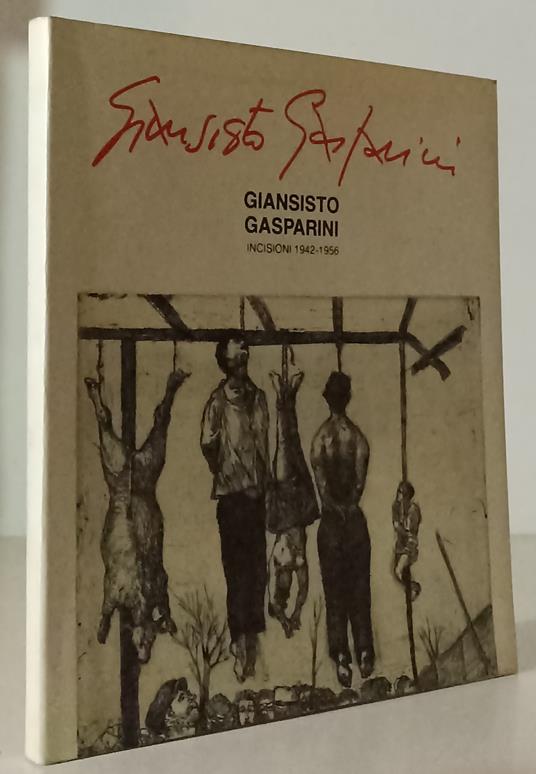 Giansisto Gasparini
GIANSISTO
GASPARINI
INCISIONI 1942-1956